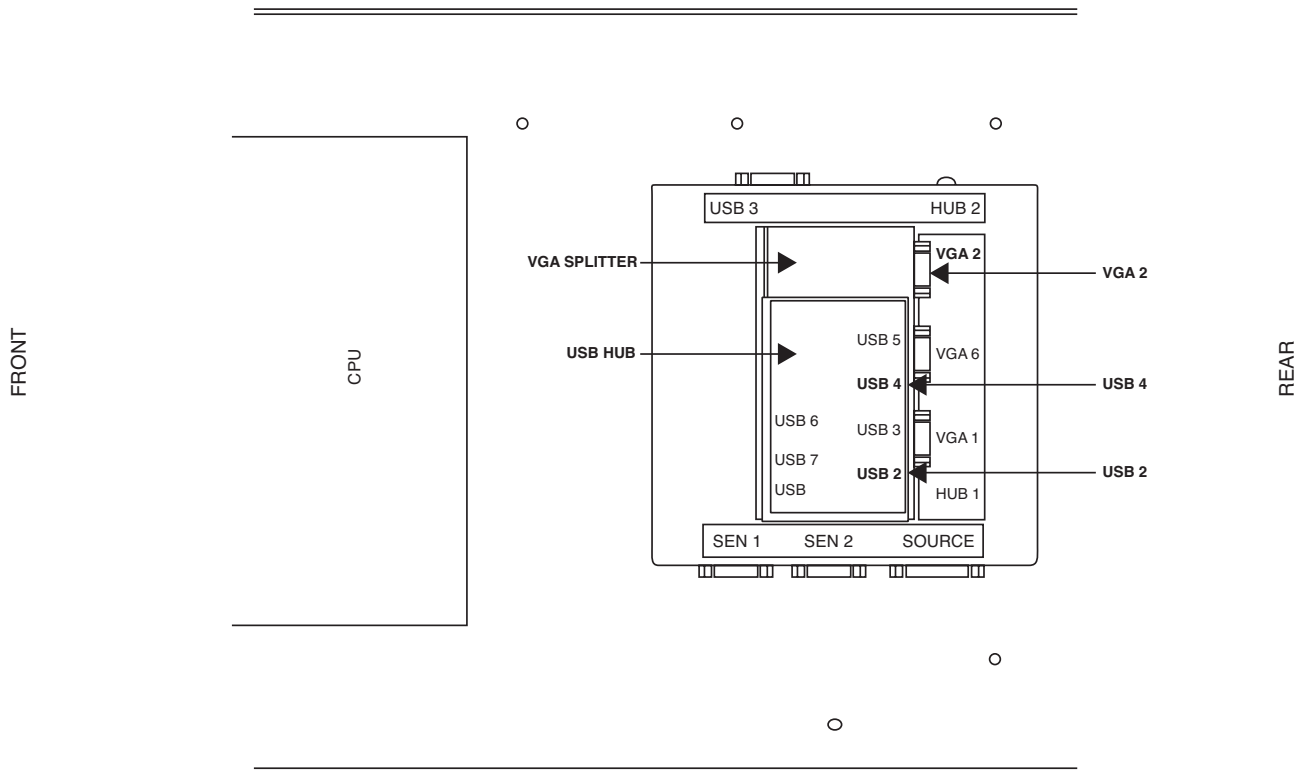 USB 3 HUB 2
VGA SPLITTER
VGA 2
VGA 2
FRONT
CPU
USB HUB
USB 5
VGA 6
REAR
USB 4
USB 4
USB 6
USB 3
VGA 1
USB 7
USB 2
USB 2
USB
HUB 1
SEN 1 SEN 2 SOURCE